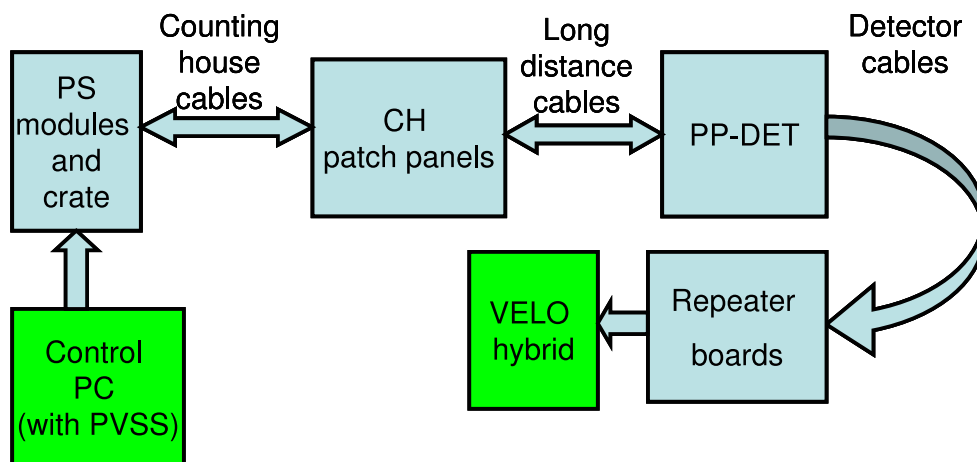 Counting
house
cables
Long
distance
cables
Detector
cables
PS
modules
and
crate
CH
patch panels
PP-DET
VELO
hybrid
Repeater
boards
Control
PC
(with PVSS)